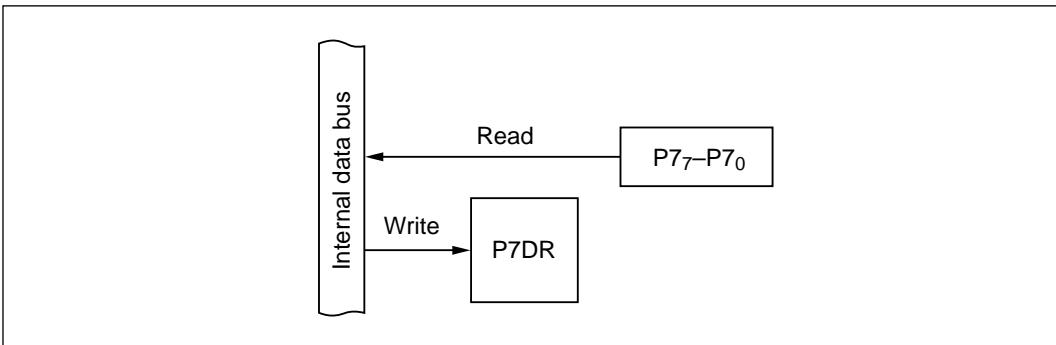 Internal data bus
Read
P7₇–P7₀
Write
P7DR